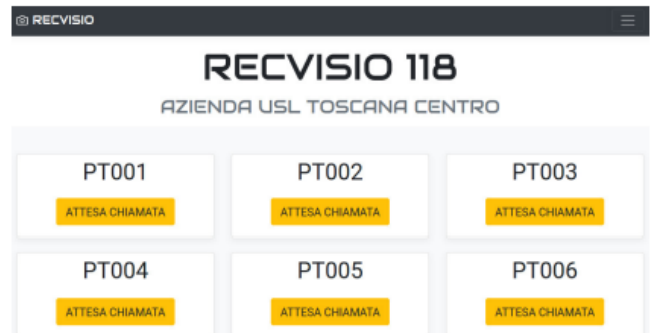 RECVISIO
RECVISIO 118
AZIENDA USL TOSCANA CENTRO
PT001 PT002 PT003
ATTESA CHIAMATA ATTESA CHIAMATA ATTESA CHIAMATA
PT004 PT005 PT006
ATTESA CHIAMATA ATTESA CHIAMATA ATTESA CHIAMATA